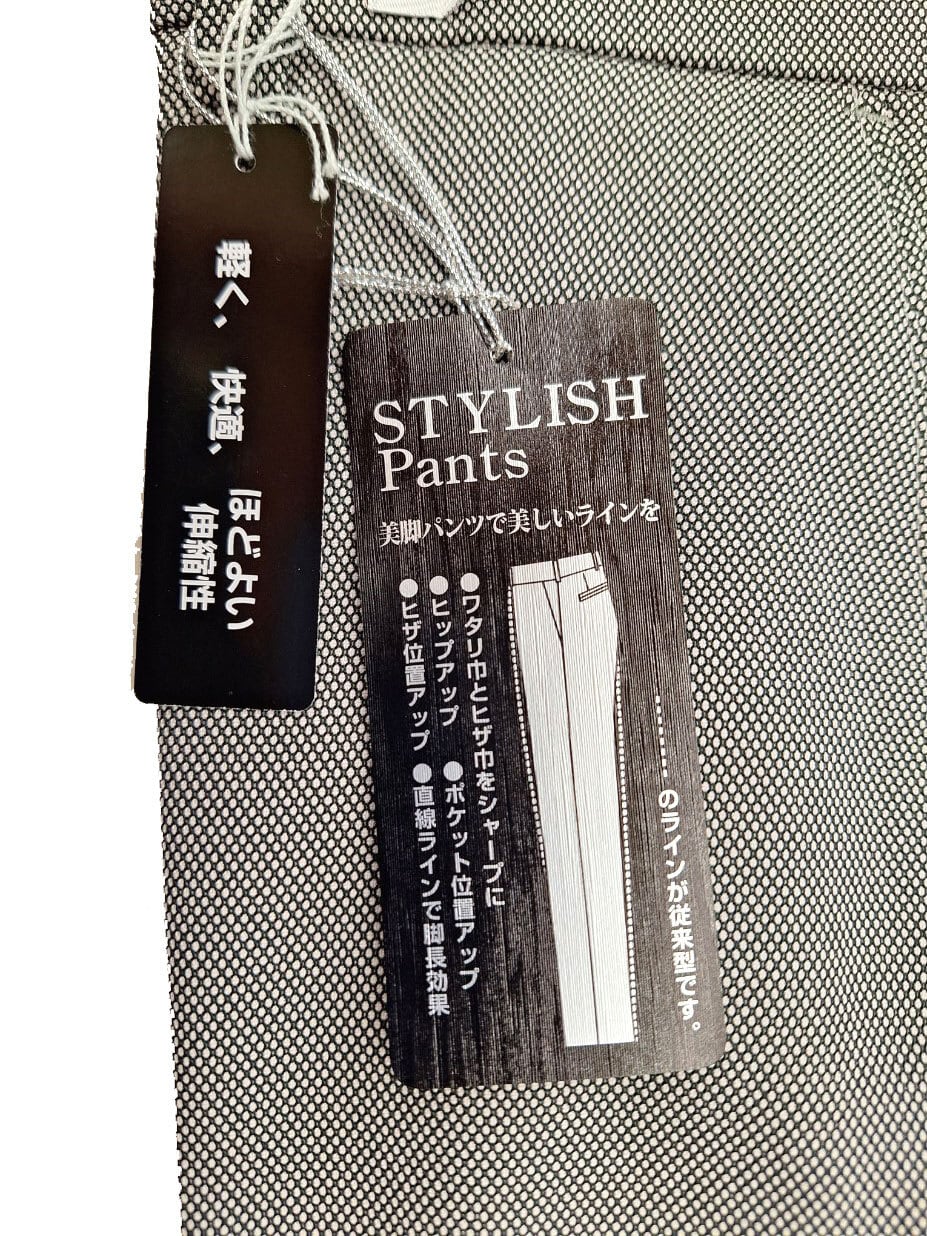 軽く、
快適、
ほどよい
伸縮性
STYLISH
Pants
美脚パンツで美しいラインを
●ワタリ巾とヒザ巾をシャープに
●ヒップアップ
●ポケット位置アップ
●ヒザ位置アップ
●直線ラインで脚長効果
………のラインが従来型です。